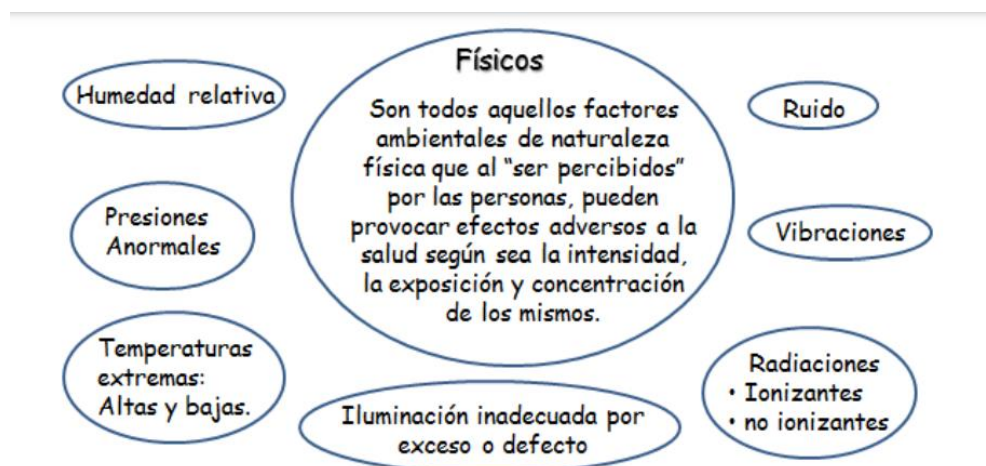 Físicos
Son todos aquellos factores
ambientales de naturaleza
física que al “ser percibidos”
por las personas, pueden
provocar efectos adversos a la
salud según sea la intensidad,
la exposición y concentración
de los mismos.
Humedad relativa
Presiones
Anormales
Temperaturas
extremas:
Altas y bajas.
Iluminación inadecuada por
exceso o defecto
Ruido
Vibraciones
Radiaciones
• Ionizantes
• no ionizantes